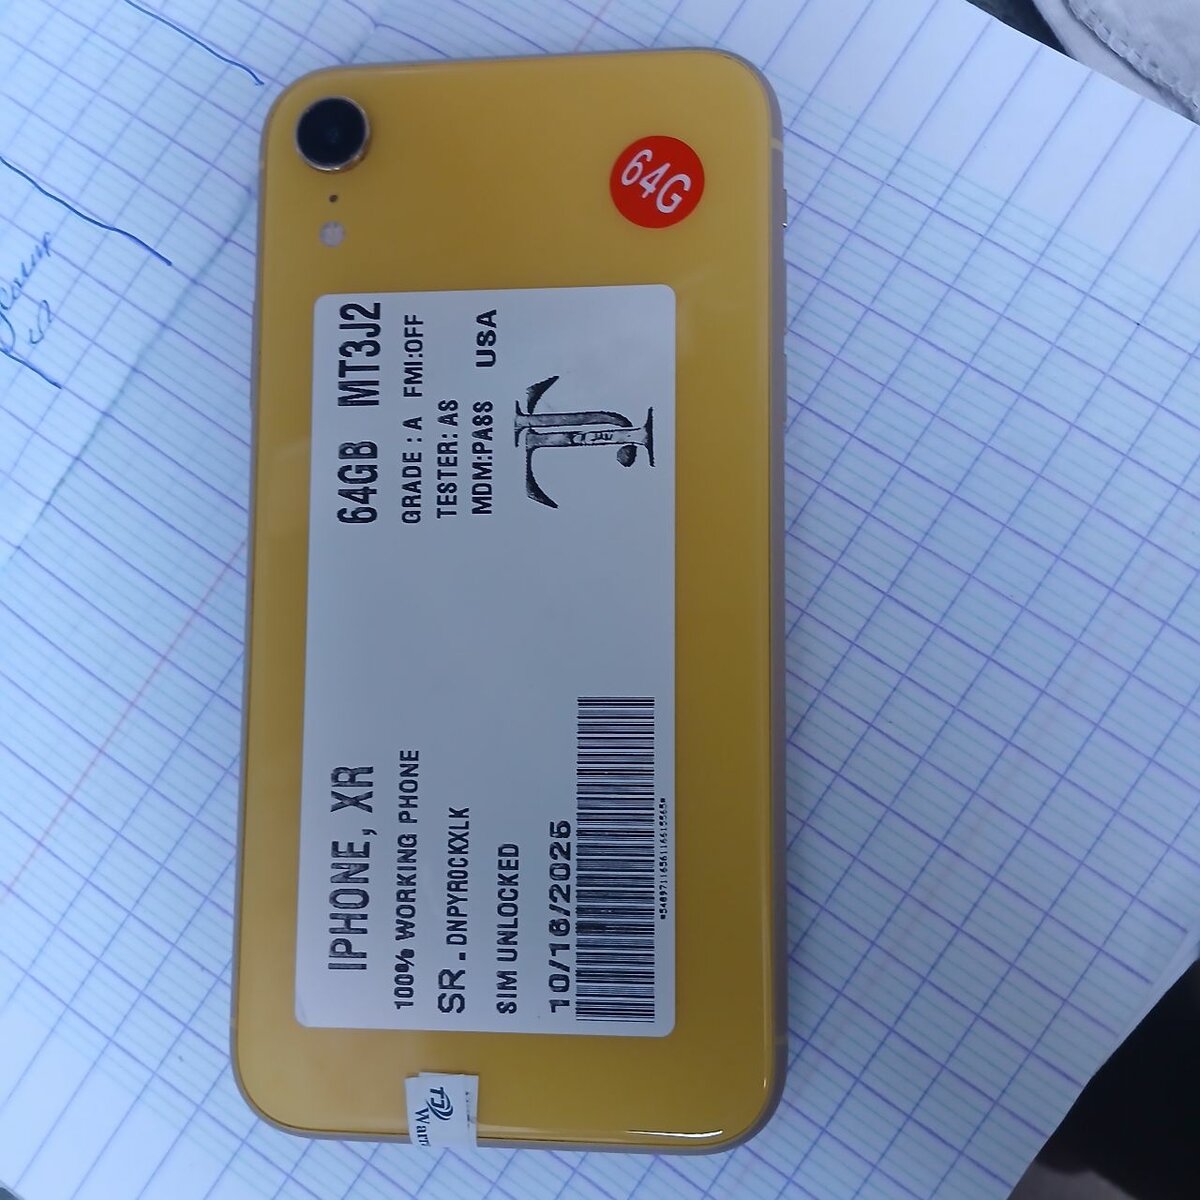 64G
IPHONE, XR 64GB MT3J2
100% WORKING PHONE GRADE : A FMI:OFF
SR. DNPYROCKXLK TESTER: AS
SIM UNLOCKED MDM:PASS USA
10/16/2025